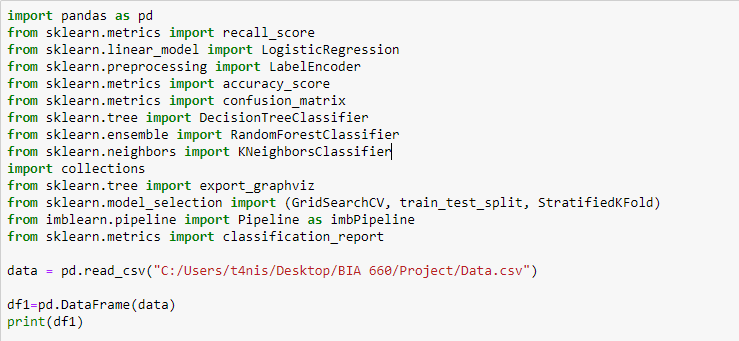 import pandas as pd
from sklearn.metrics import recall_score
from sklearn.linear_model import LogisticRegression
from sklearn.preprocessing import LabelEncoder
from sklearn.metrics import accuracy_score
from sklearn.metrics import confusion_matrix
from sklearn.tree import DecisionTreeClassifier
from sklearn.ensemble import RandomForestClassifier
from sklearn.neighbors import KNeighborsClassifier
import collections
from sklearn.tree import export_graphviz
from sklearn.model_selection import (GridSearchCV, train_test_split, StratifiedKFold)
from imblearn.pipeline import Pipeline as imbPipeline
from sklearn.metrics import classification_report
data = pd.read_csv("C:/Users/t4nis/Desktop/BIA 660/Project/Data.csv")
df1=pd.DataFrame(data)
print(df1)